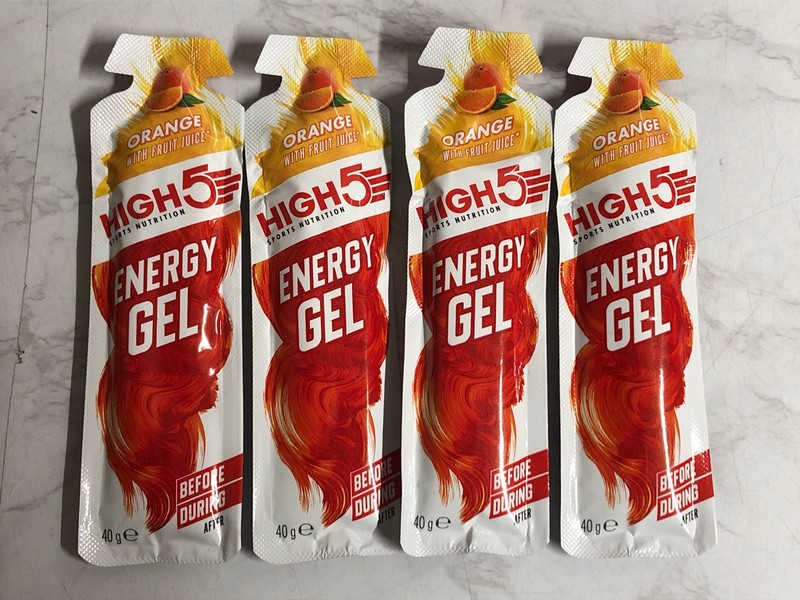 ORANGE
WITH FRUIT JUICE*
HIGH5
SPORTS NUTRITION
ENERGY
GEL
BEFORE
DURING
AFTER
40 g ℮
ORANGE
WITH FRUIT JUICE*
HIGH5
SPORTS NUTRITION
ENERGY
GEL
BEFORE
DURING
AFTER
40 g ℮
ORANGE
WITH FRUIT JUICE*
HIGH5
SPORTS NUTRITION
ENERGY
GEL
BEFORE
DURING
AFTER
40 g ℮
ORANGE
WITH FRUIT JUICE*
HIGH5
SPORTS NUTRITION
ENERGY
GEL
BEFORE
DURING
AFTER
40 g ℮